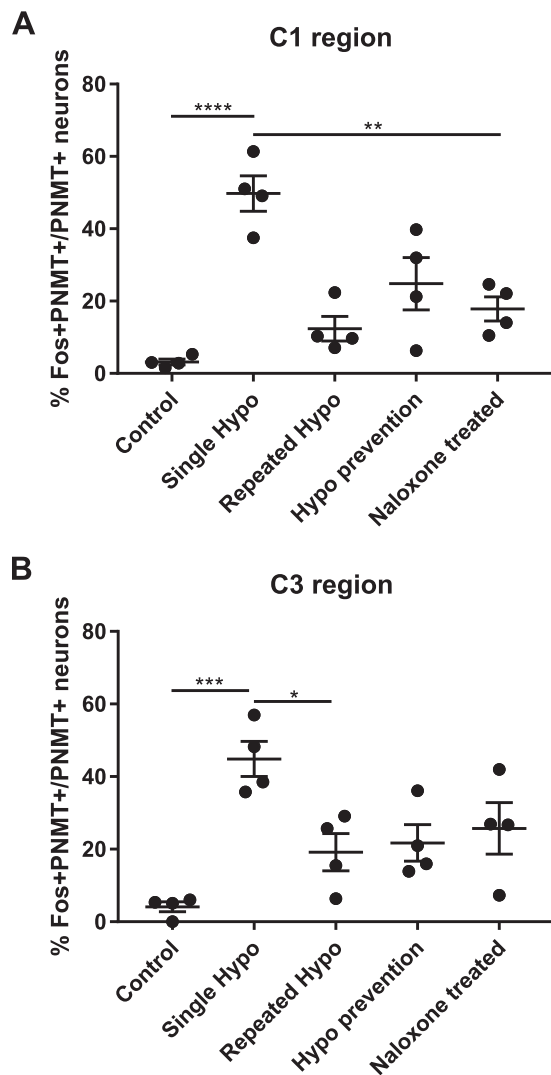 A
C1 region
% Fos+PNMT+/PNMT+ neurons
80
60
40
20
0
****
**
Control
Single Hypo
Repeated Hypo
Hypo prevention
Naloxone treated
B
C3 region
% Fos+PNMT+/PNMT+ neurons
80
60
40
20
0
***
*
Control
Single Hypo
Repeated Hypo
Hypo prevention
Naloxone treated